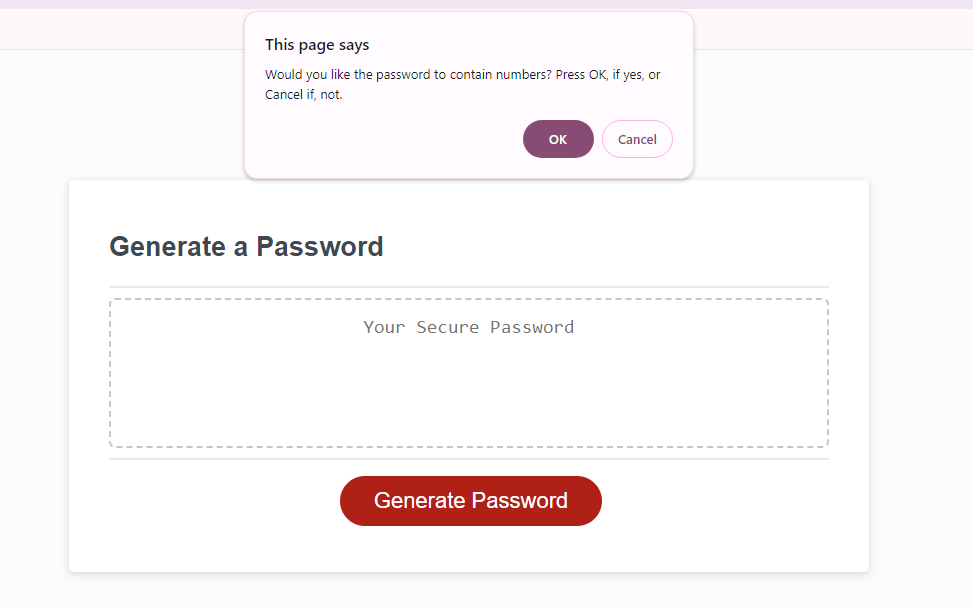 This page says
Would you like the password to contain numbers? Press OK, if yes, or
Cancel if, not.
OK
Cancel
Generate a Password
Your Secure Password
Generate Password